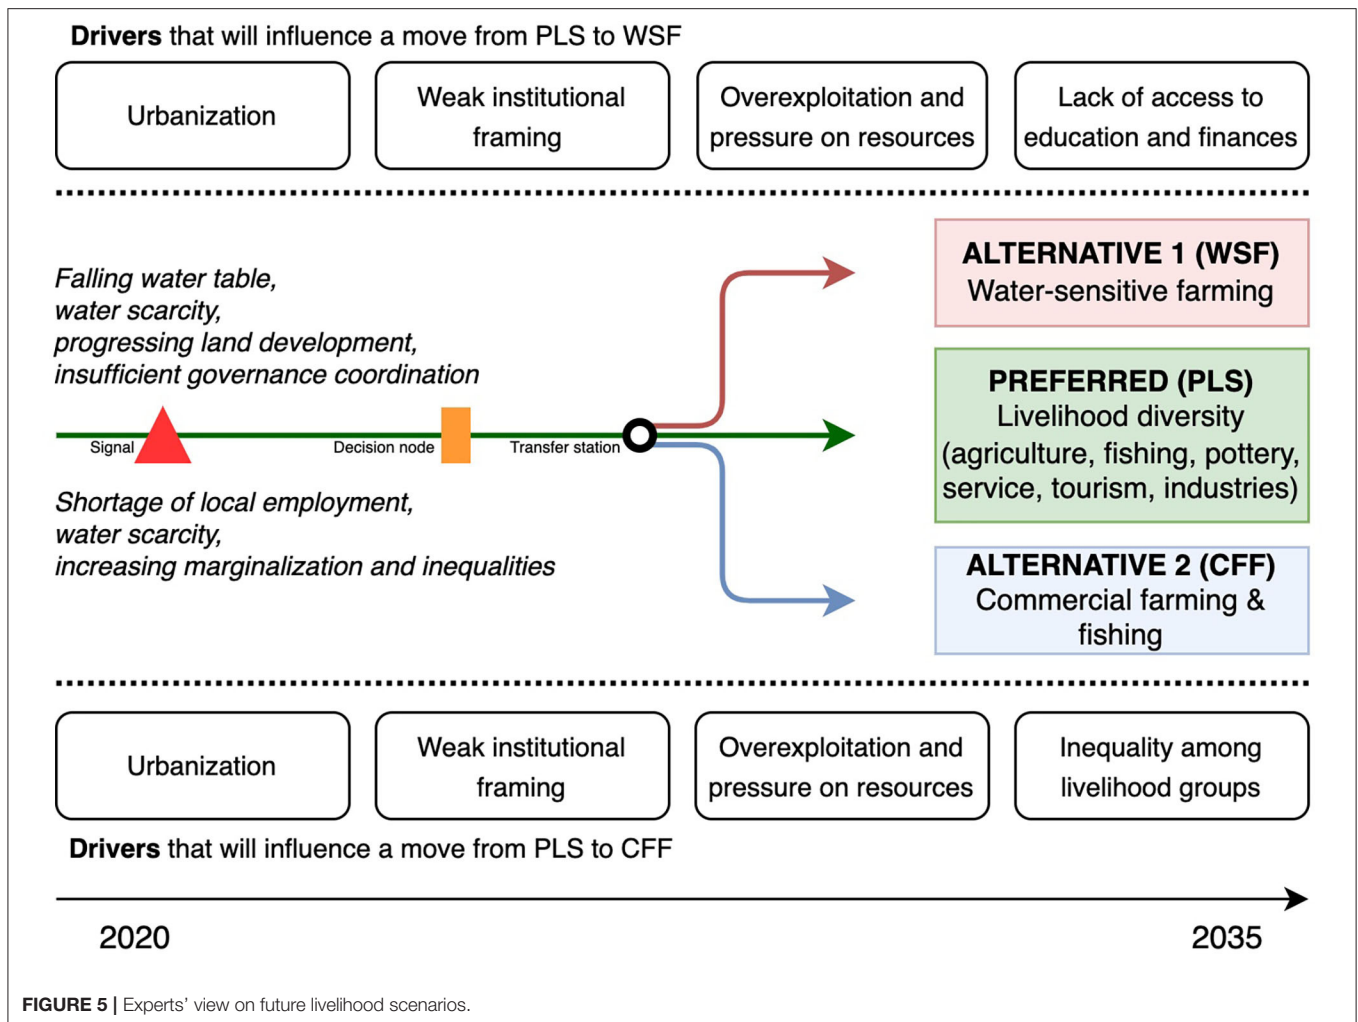 Drivers that will influence a move from PLS to WSF
Urbanization
Weak institutional
framing
Overexploitation and
pressure on resources
Lack of access to
education and finances
Falling water table,
water scarcity,
progressing land development,
insufficient governance coordination
Signal
Decision node
Transfer station
Shortage of local employment,
water scarcity,
increasing marginalization and inequalities
ALTERNATIVE 1 (WSF)
Water-sensitive farming
PREFERRED (PLS)
Livelihood diversity
(agriculture, fishing, pottery,
service, tourism, industries)
ALTERNATIVE 2 (CFF)
Commercial farming &
fishing
Urbanization
Weak institutional
framing
Overexploitation and
pressure on resources
Inequality among
livelihood groups
Drivers that will influence a move from PLS to CFF
2020
2035
FIGURE 5 | Experts' view on future livelihood scenarios.